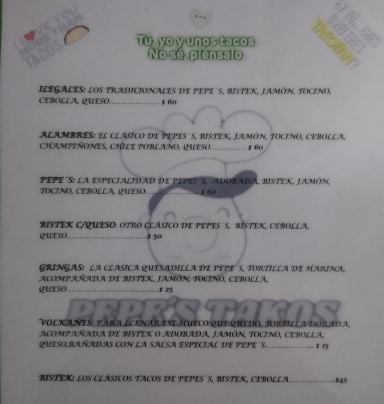 Tú, yo y unos tacos
No sé, piénsalo.
ILEGALES: LOS TRADICIONALES DE PEPE´S, BISTEK, JAMÓN, TOCINO,
CEBOLLA, QUESO......................$ 60
ALAMBRES: EL CLÁSICO DE PEPES´S, BISTEK, JAMÓN, TOCINO, CEBOLLA,
CHAMPIÑONES, CHILE POBLANO, QUESO...............$ 60
PEPE´S: LA ESPECIALIDAD DE PEPES´S, ADOBADA, BISTEK, JAMÓN,
TOCINO, CEBOLLA, QUESO......................$ 60
BISTEK C/QUESO: OTRO CLÁSICO DE PEPES´S, BISTEK, CEBOLLA,
QUESO......................$ 50
GRINGAS: LA CLASICA QUESADILLA DE PEPE´S, TORTILLA DE HARINA,
ACOMPAÑADA DE BISTEK, JAMÓN, TOCINO, CEBOLLA,
QUESO......................$ 25
PEPE'S TAKOS
VOLKANES: PARA LLENAR ESE HUECO QUE QUEDO, TORTILLA DORADA,
ACOMPAÑADA DE BISTEK O ADOBADA, JAMÓN, TOCINO, CEBOLLA,
QUESO,BAÑADAS CON LA SALSA ESPECIAL DE PEPE´S................$ 15
BISTEK: LOS CLÁSICOS TACOS DE PEPES´S, BISTEK, CEBOLLA................$45